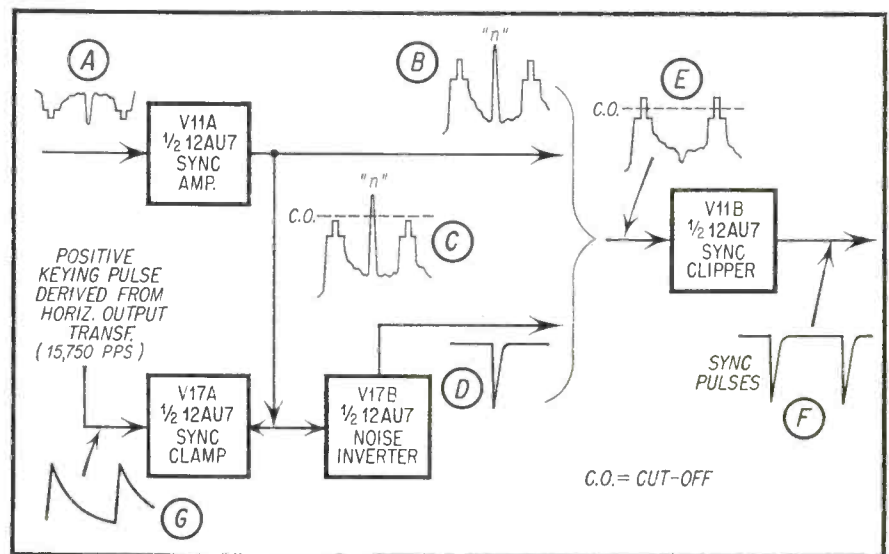 A
V11A
1/2 12AU7
SYNC
AMP.
B
"n"
E
C.O.
V11B
1/2 12AU7
SYNC
CLIPPER
"n"
C.O.
C
POSITIVE
KEYING PULSE
DERIVED FROM
HORIZ. OUTPUT
TRANSF.
(15,750 PPS)
V17A
1/2 12AU7
SYNC
CLAMP
V17B
1/2 12AU7
NOISE
INVERTER
D
SYNC
PULSES
F
G
C.O. = CUT-OFF